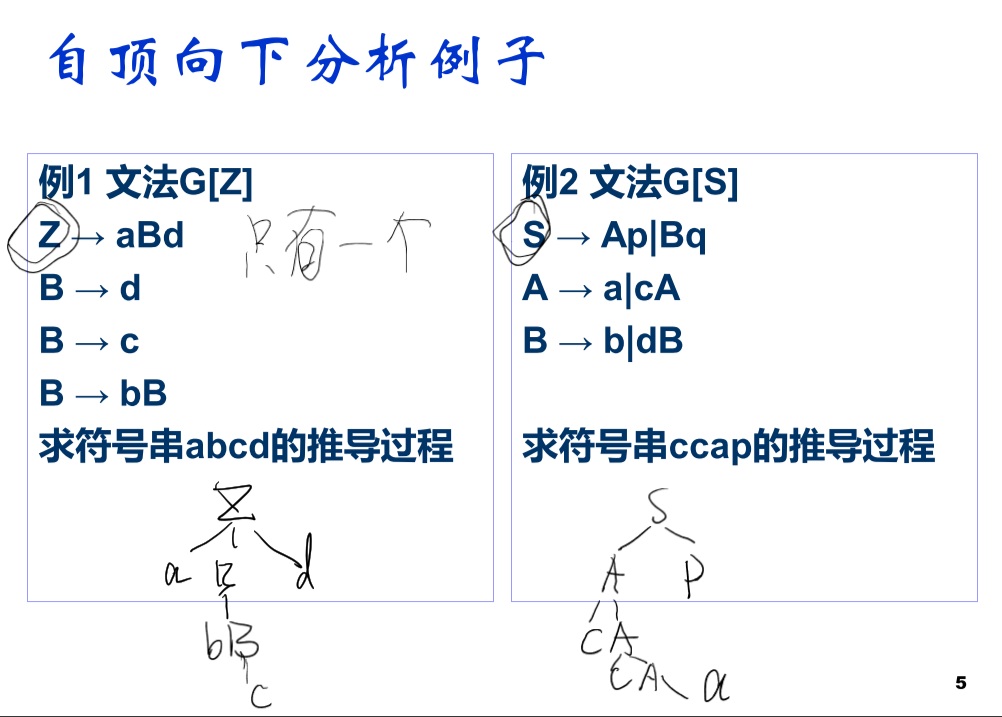 自顶向下分析例子
例1 文法G[Z]
Z → aBd
只有一个
B → d
B → c
B → bB
求符号串abcd的推导过程
Z
a B d
bB
c
例2 文法G[S]
S → Ap|Bq
A → a|cA
B → b|dB
求符号串ccap的推导过程
S
A P
CA
CA a
5